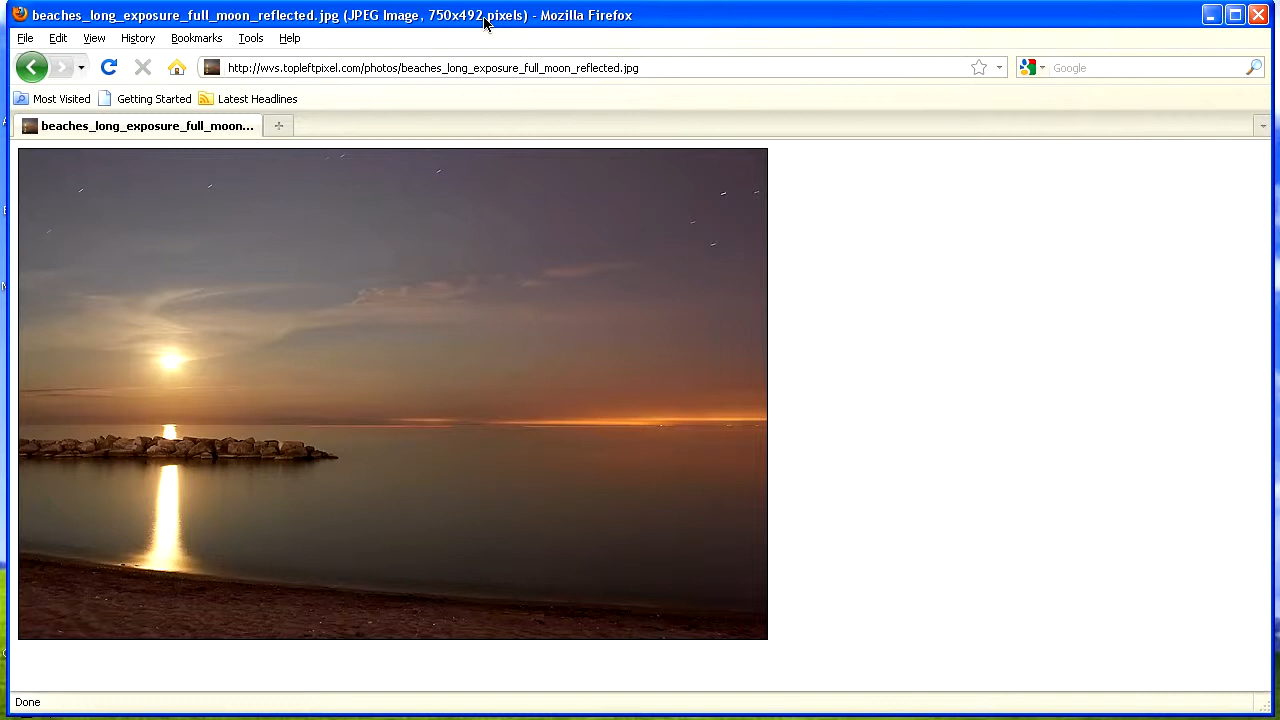 beaches_long_exposure_full_moon_reflected.jpg (JPEG Image, 750x492 pixels) - Mozilla Firefox
File Edit View History Bookmarks Tools Help
http://wvs.topleftpixel.com/photos/beaches_long_exposure_full_moon_reflected.jpg Google
Most Visited Getting Started Latest Headlines
beaches_long_exposure_full_moon...
Done